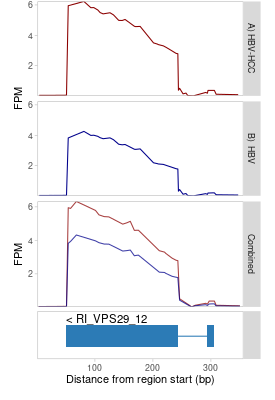 6
4
2
A) HBV-HCC
FPM
6
4
2
B) HBV
6
4
2
Combined
FPM
< RI_VPS29_12
100 200 300
Distance from region start (bp)